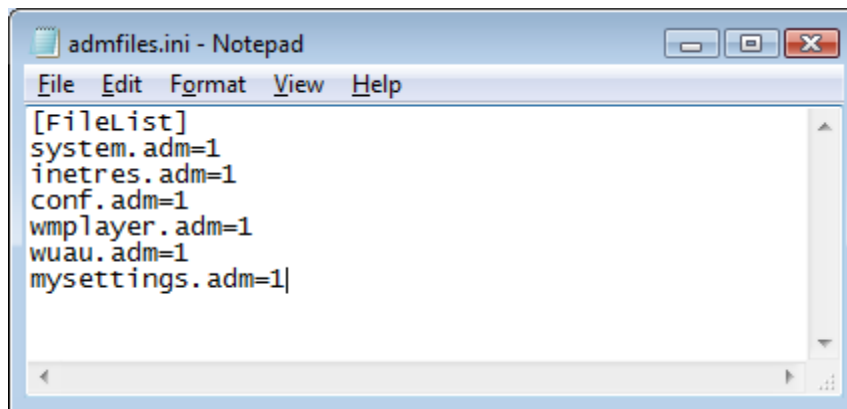 admfiles.ini - Notepad
File Edit Format View Help
[FileList]
system.adm=1
inetres.adm=1
conf.adm=1
wmplayer.adm=1
wuau.adm=1
mysettings.adm=1